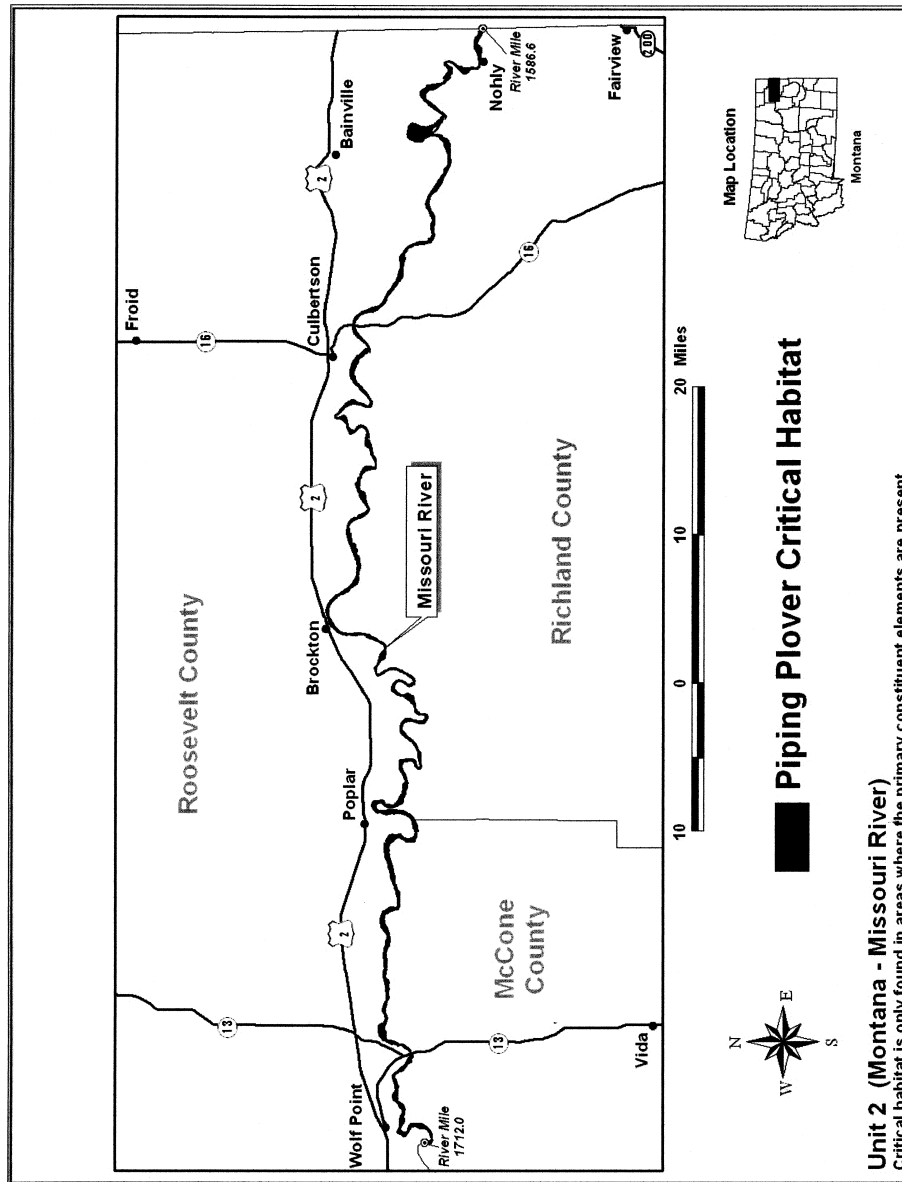 Froid
16
Roosevelt County
13
2
2
2
Bainville
Culbertson
Brockton
Poplar
Wolf Point
River Mile
1712.0
Missouri River
16
Nohly
River Mile
1586.6
Fairview
200
McCone
County
Richland County
13
Vida
10
0
10
20
Miles
Map Location
Montana
N
W
E
S
Piping Plover Critical Habitat
Unit 2 (Montana - Missouri River)
Critical habitat is only found in areas where the primary constituent elements are present